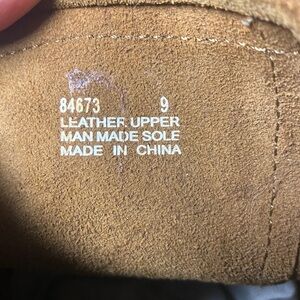 84673 9
LEATHER UPPER
MAN MADE SOLE
MADE IN CHINA